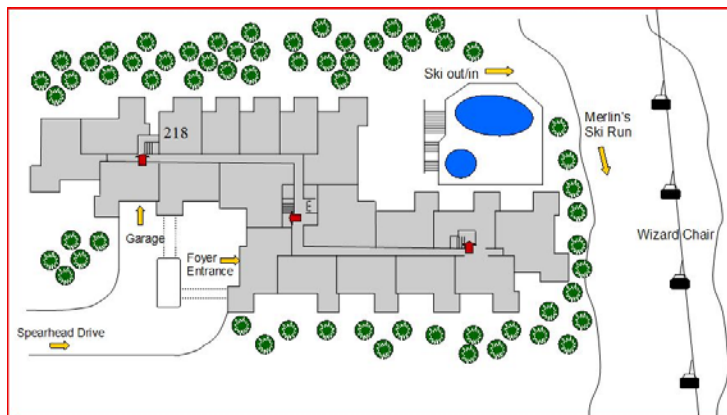 Ski out/in
Merlin's
Ski Run
218
Wizard Chair
Garage
Foyer
Entrance
Spearhead Drive